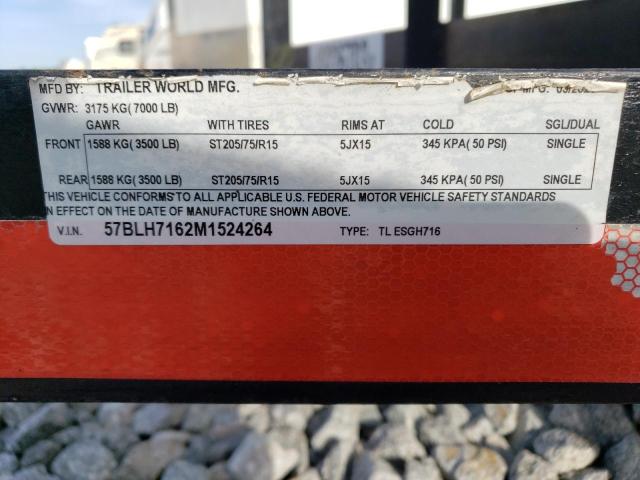 MFD BY: TRAILER WORLD MFG.
GVWR: 3175 KG( 7000 LB)
GAWR WITH TIRES RIMS AT COLD SGL/DUAL
FRONT 1588 KG( 3500 LB) ST205/75/R15 5JX15 345 KPA( 50 PSI) SINGLE
REAR 1588 KG( 3500 LB) ST205/75/R15 5JX15 345 KPA( 50 PSI) SINGLE
THIS VEHICLE CONFORMS TO ALL APPLICABLE U.S. FEDERAL MOTOR VEHICLE SAFETY STANDARDS
IN EFFECT ON THE DATE OF MANUFACTURE SHOWN ABOVE.
V.I.N. 57BLH7162M1524264 TYPE: TL ESGH716